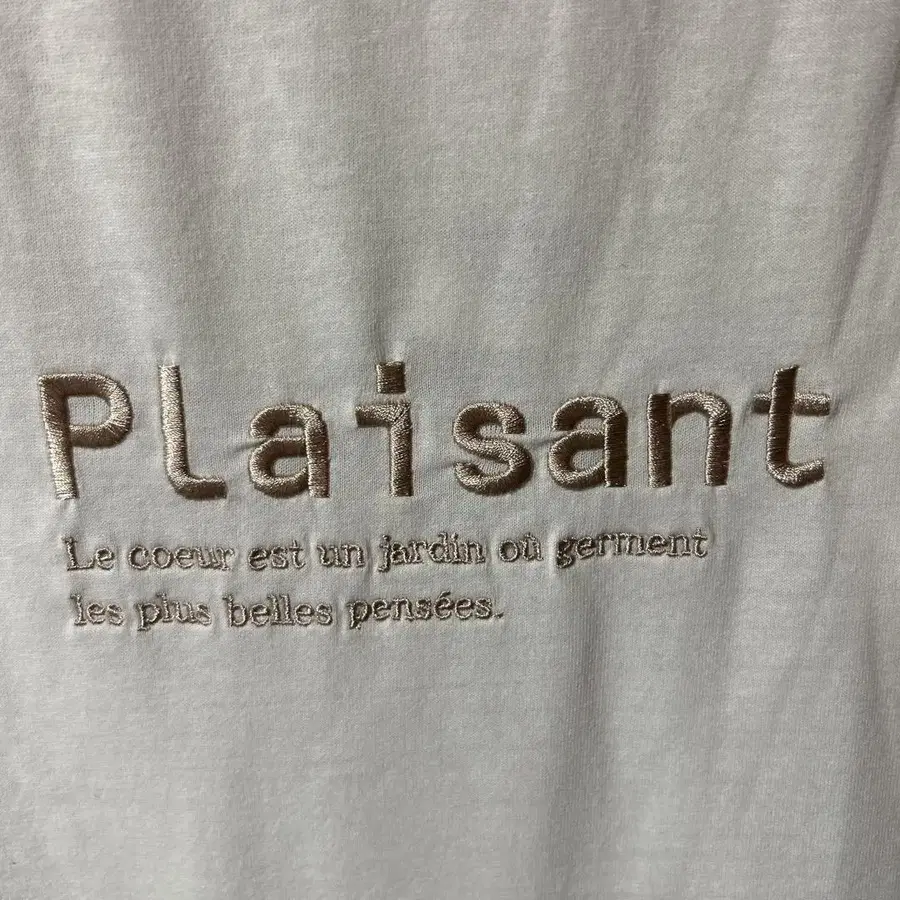 Plaisant
Le coeur est un jardin où germent
les plus belles pensées.